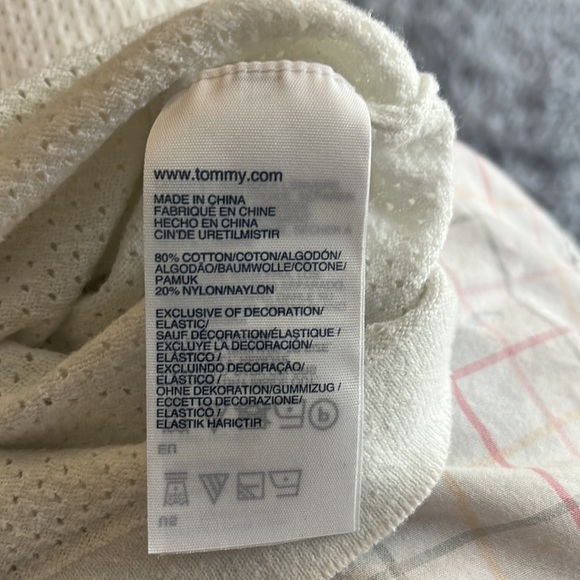 www.tommy.com
MADE IN CHINA
FABRIQUÉ EN CHINE
HECHO EN CHINA
CIN'DE URETILMISTIR
80% COTTON/COTON/ALGODÓN/
ALGODÃO/BAUMWOLLE/COTONE/
PAMUK
20% NYLON/NAYLON
EXCLUSIVE OF DECORATION/
ELASTIC/
SAUF DÉCORATION/ÉLASTIQUE /
EXCLUYE LA DECORACIÓN/
ELÁSTICO /
EXCLUINDO DECORAÇÃO/
ELÁSTICO /
OHNE DEKORATION/GUMMIZUG /
ECCETTO DECORAZIONE /
ELASTICO /
ELASTIK HARICTIR
P
EU
US